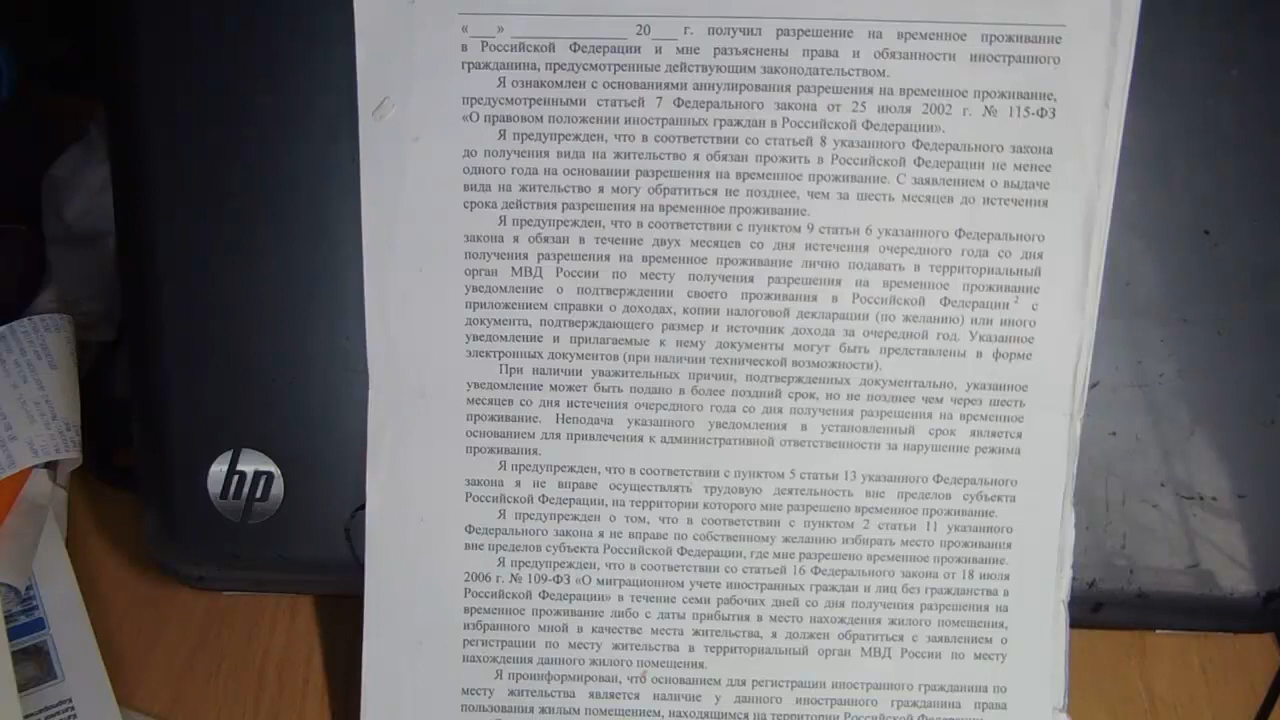 «___» ______________ 20___ г. получил разрешение на временное проживание
в Российской Федерации и мне разъяснены права и обязанности иностранного
гражданина, предусмотренные действующим законодательством.
Я ознакомлен с основаниями аннулирования разрешения на временное проживание,
предусмотренными статьей 7 Федерального закона от 25 июля 2002 г. № 115-ФЗ
«О правовом положении иностранных граждан в Российской Федерации».
Я предупрежден, что в соответствии со статьей 8 указанного Федерального закона
до получения вида на жительство я обязан прожить в Российской Федерации не менее
одного года на основании разрешения на временное проживание. С заявлением о выдаче
вида на жительство я могу обратиться не позднее, чем за шесть месяцев до истечения
срока действия разрешения на временное проживание.
Я предупрежден, что в соответствии с пунктом 9 статьи 6 указанного Федерального
закона я обязан в течение двух месяцев со дня истечения очередного года со дня
получения разрешения на временное проживание лично подавать в территориальный
орган МВД России по месту получения разрешения на временное проживание
уведомление о подтверждении своего проживания в Российской Федерации 2 с
приложением справки о доходах, копии налоговой декларации (по желанию) или иного
документа, подтверждающего размер и источник дохода за очередной год. Указанное
уведомление и прилагаемые к нему документы могут быть представлены в форме
электронных документов (при наличии технической возможности).
При наличии уважительных причин, подтвержденных документально, указанное
уведомление может быть подано в более поздний срок, но не позднее чем через шесть
месяцев со дня истечения очередного года со дня получения разрешения на временное
проживание. Неподача указанного уведомления в установленный срок является
основанием для привлечения к административной ответственности за нарушение режима
проживания.
Я предупрежден, что в соответствии с пунктом 5 статьи 13 указанного Федерального
закона я не вправе осуществлять трудовую деятельность вне пределов субъекта
Российской Федерации, на территории которого мне разрешено временное проживание.
Я предупрежден о том, что в соответствии с пунктом 2 статьи 11 указанного
Федерального закона я не вправе по собственному желанию избирать место проживания
вне пределов субъекта Российской Федерации, где мне разрешено временное проживание.
Я предупрежден, что в соответствии со статьей 16 Федерального закона от 18 июля
2006 г. № 109-ФЗ «О миграционном учете иностранных граждан и лиц без гражданства в
Российской Федерации» в течение семи рабочих дней со дня получения разрешения на
временное проживание либо с даты прибытия в место нахождения жилого помещения,
избранного мной в качестве места жительства, я должен обратиться с заявлением о
регистрации по месту жительства в территориальный орган МВД России по месту
нахождения данного жилого помещения.
Я проинформирован, что основанием для регистрации иностранного гражданина по
месту жительства является наличие у данного иностранного гражданина права
пользования жилым помещением, находящимся на территории Российской
hp